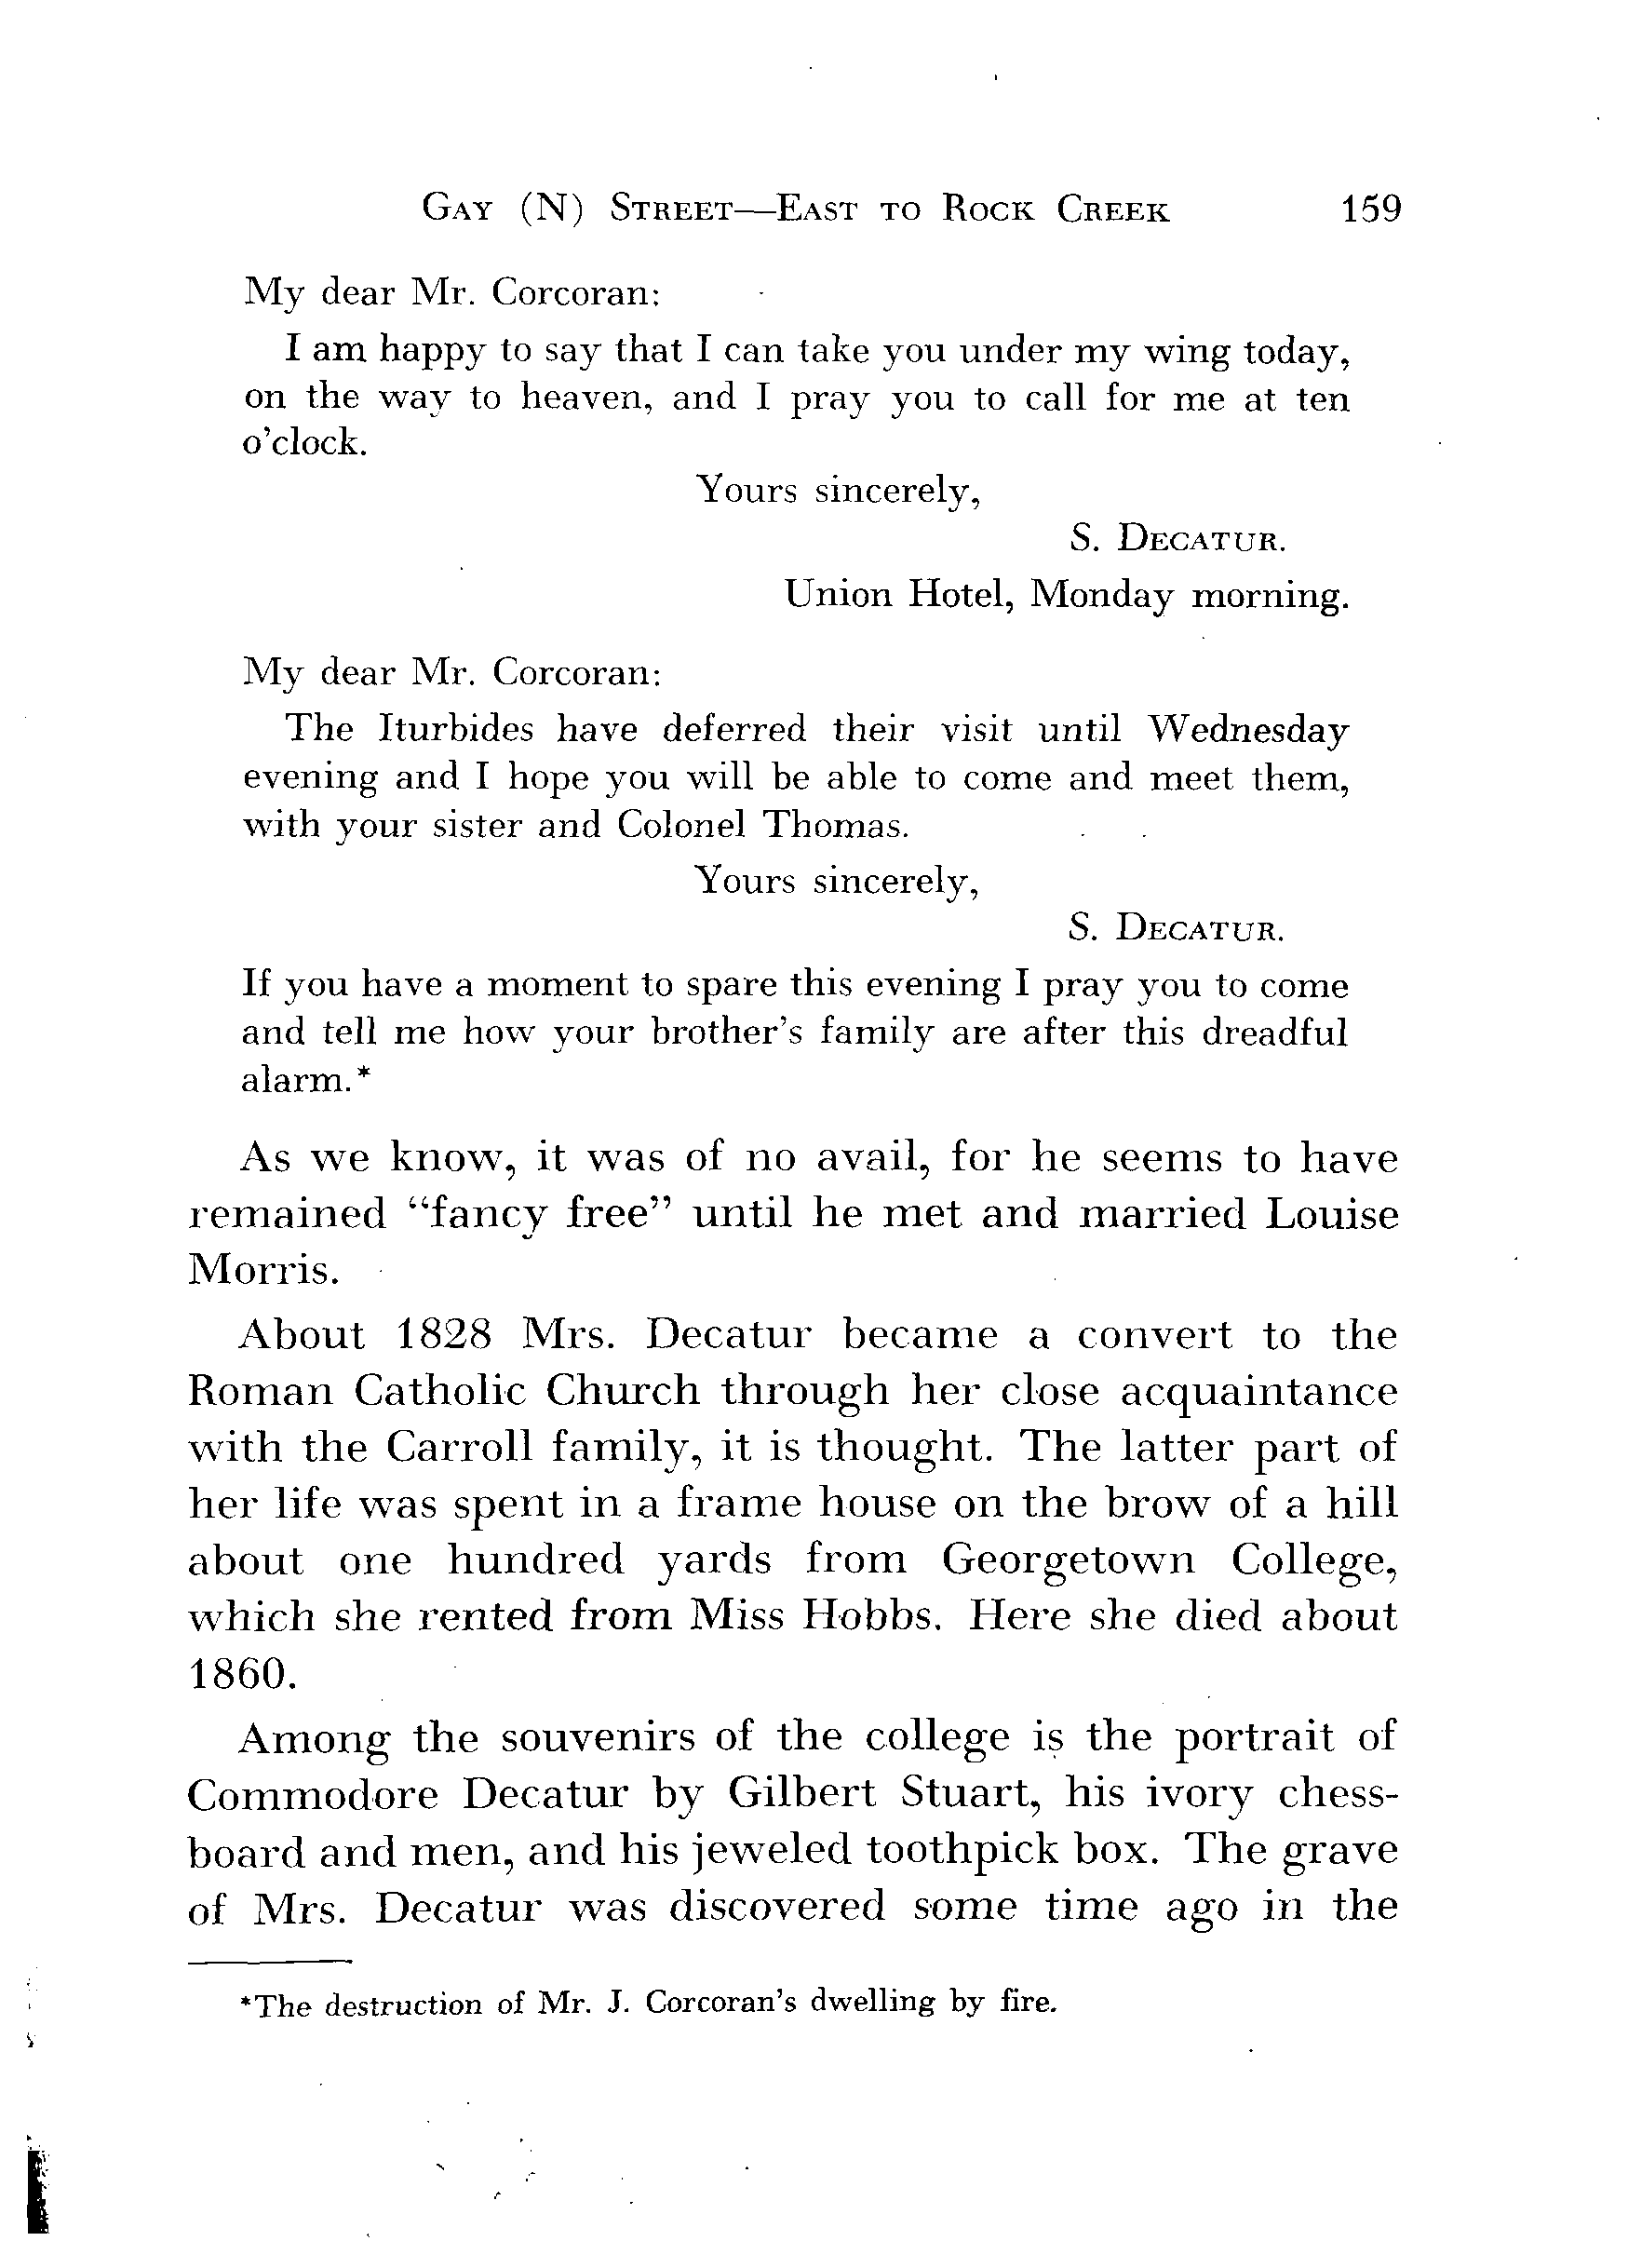 GAY (N) STREET—EAST TO ROCK CREEK 159
My dear Mr. Corcoran:
I am happy to say that I can take you under my wing today,
on the way to heaven, and I pray you to call for me at ten
o'clock.
Yours sincerely,
S. DECATUR.
Union Hotel, Monday morning.
My dear Mr. Corcoran:
The Iturbides have deferred their visit until Wednesday
evening and I hope you will be able to come and meet them,
with your sister and Colonel Thomas.
Yours sincerely,
S. DECATUR.
If you have a moment to spare this evening I pray you to come
and tell me how your brother's family are after this dreadful
alarm.*
As we know, it was of no avail, for he seems to have
remained “fancy free” until he met and married Louise
Morris.
About 1828 Mrs. Decatur became a convert to the
Roman Catholic Church through her close acquaintance
with the Carroll family, it is thought. The latter part of
her life was spent in a frame house on the brow of a hill
about one hundred yards from Georgetown College,
which she rented from Miss Hobbs. Here she died about
1860.
Among the souvenirs of the college is the portrait of
Commodore Decatur by Gilbert Stuart, his ivory chess-
board and men, and his jeweled toothpick box. The grave
of Mrs. Decatur was discovered some time ago in the
*The destruction of Mr. J. Corcoran's dwelling by fire.